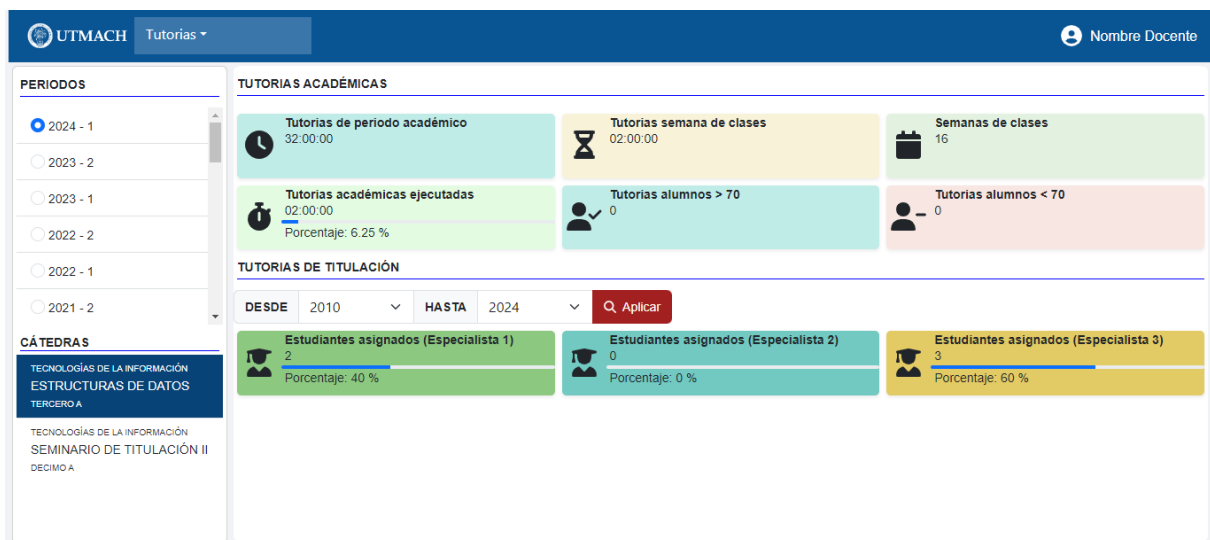 UTMACH Tutorias
Nombre Docente
PERIODOS
2024 - 1
2023 - 2
2023 - 1
2022 - 2
2022 - 1
2021 - 2
CÁTEDRAS
TECNOLOGÍAS DE LA INFORMACIÓN
ESTRUCTURAS DE DATOS
TERCERO A
TECNOLOGÍAS DE LA INFORMACIÓN
SEMINARIO DE TITULACIÓN II
DECIMO A
TUTORIAS ACADÉMICAS
Tutorias de periodo académico
32:00:00
Tutorias semana de clases
02:00:00
Semanas de clases
16
Tutorias académicas ejecutadas
02:00:00
Porcentaje: 6.25 %
Tutorias alumnos > 70
0
Tutorias alumnos < 70
0
TUTORIAS DE TITULACIÓN
DESDE 2010 HASTA 2024 Aplicar
Estudiantes asignados (Especialista 1)
2
Porcentaje: 40 %
Estudiantes asignados (Especialista 2)
0
Porcentaje: 0 %
Estudiantes asignados (Especialista 3)
3
Porcentaje: 60 %